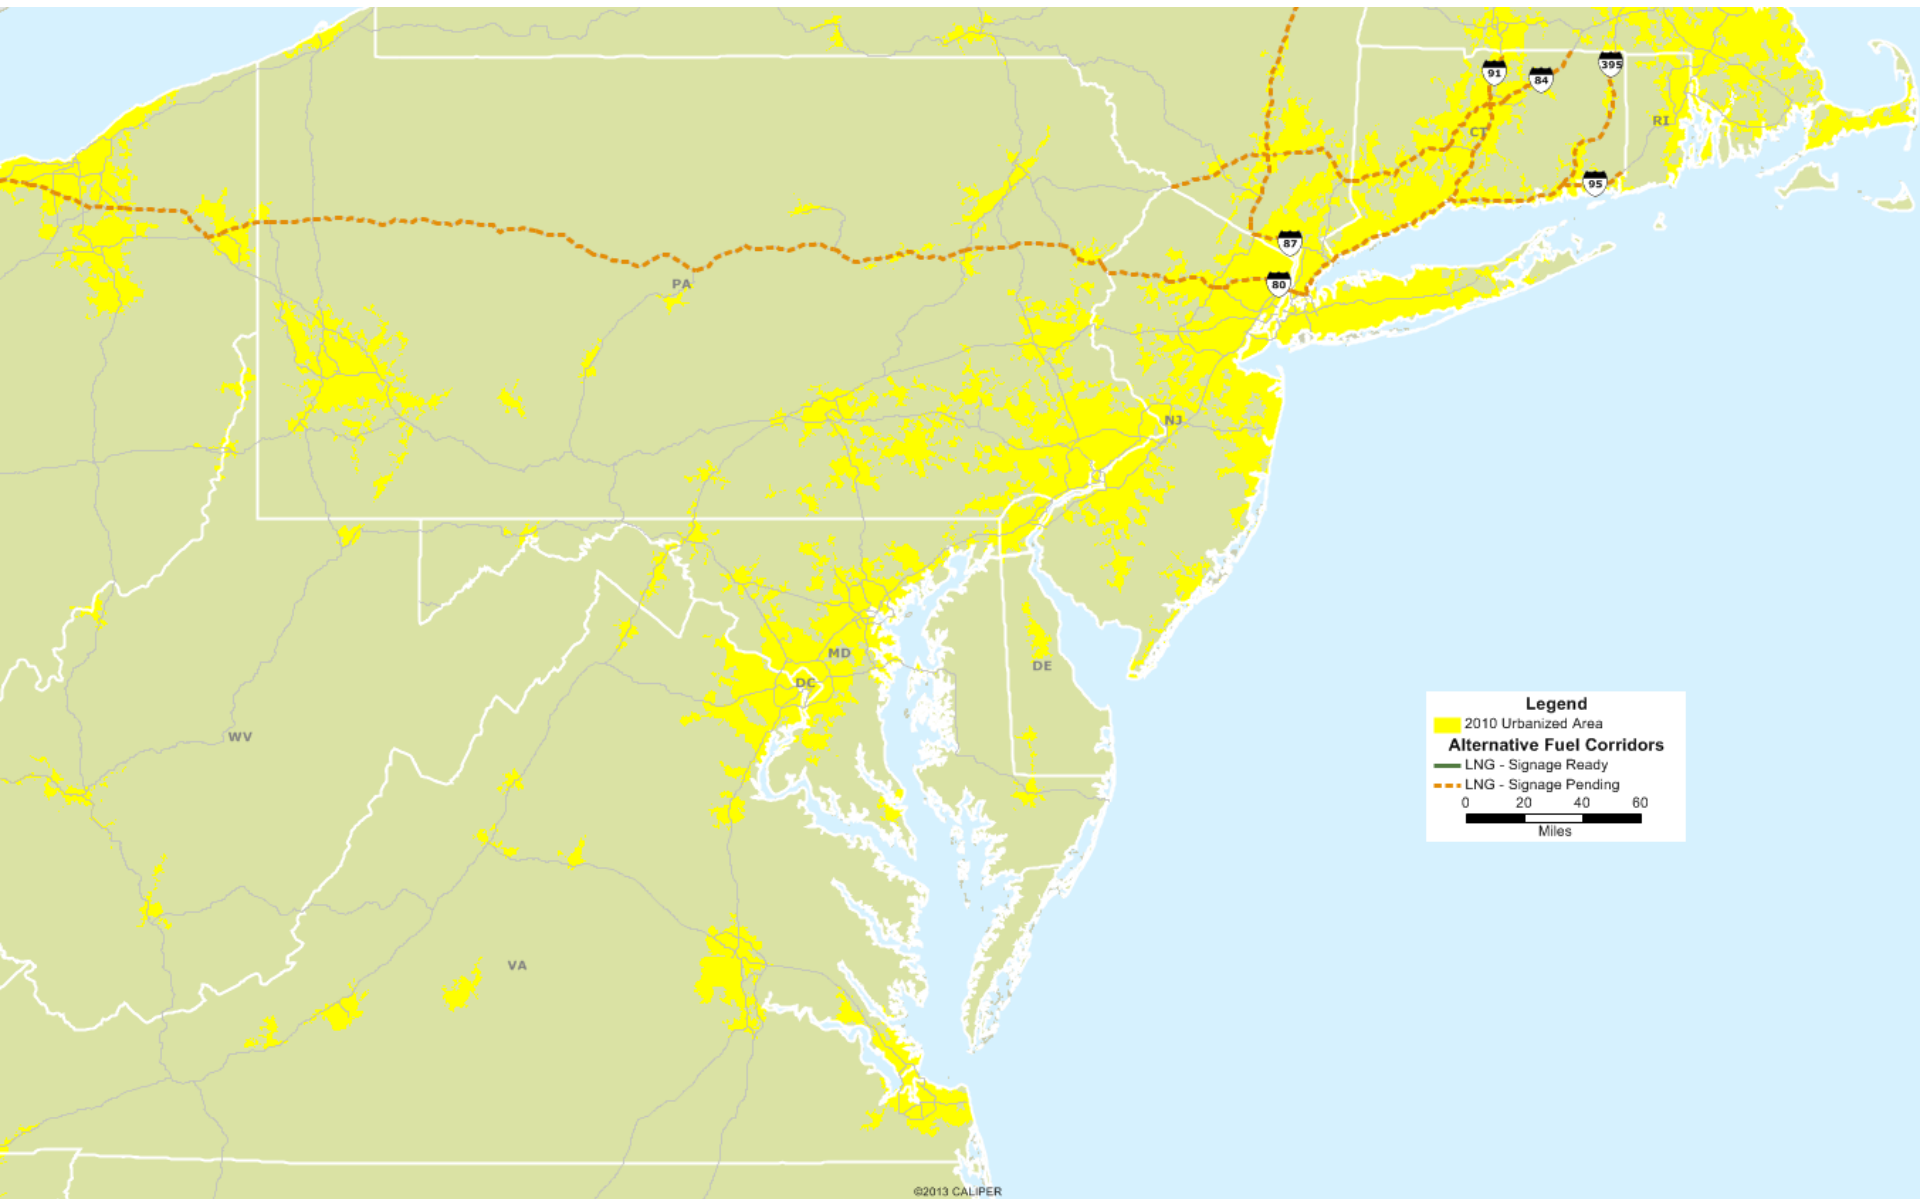 91
84
395
CT
RI
95
87
PA
80
NJ
MD
DE
DC
WV
VA
Legend
2010 Urbanized Area
Alternative Fuel Corridors
LNG - Signage Ready
LNG - Signage Pending
0 20 40 60
Miles
©2013 CALIPER